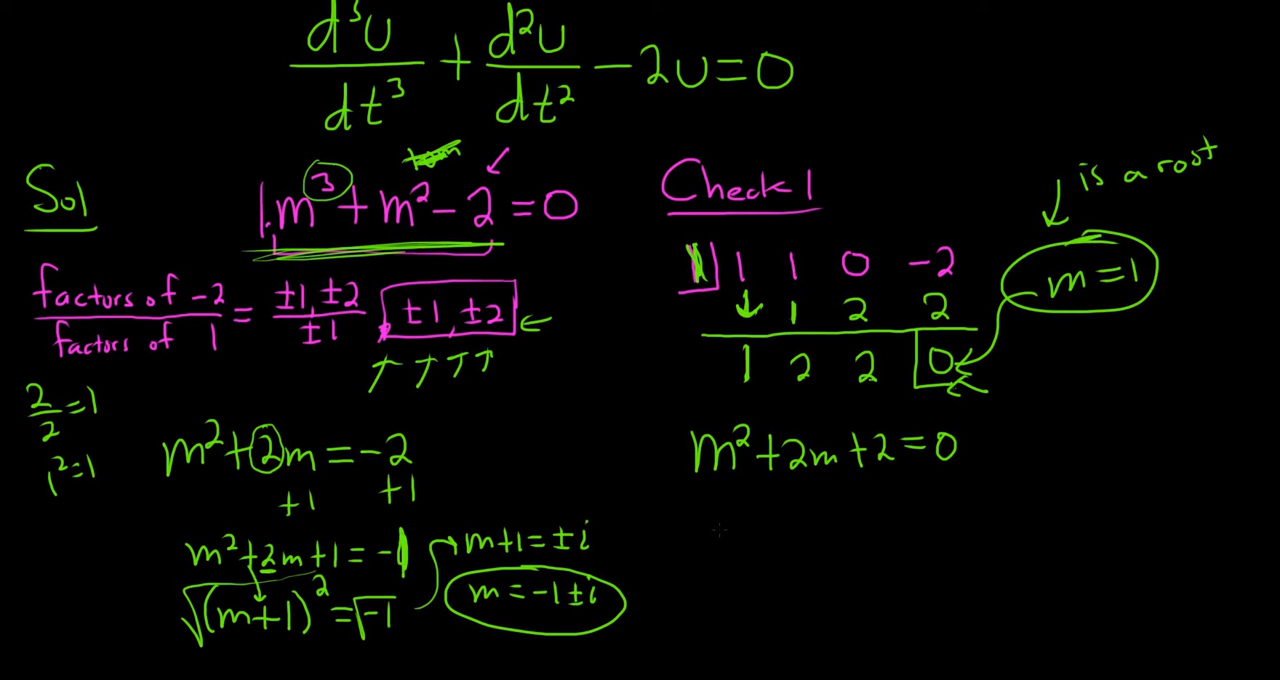 d³u/dt³ + d²u/dt² - 2u = 0
Sol
1·m³ + m² - 2 = 0
factors of -2 / factors of 1 = ±1, ±2 / ±1 ±1, ±2
2/2 = 1
1² = 1
m² + 2m = -2
+1 +1
m² + 2m + 1 = -1
√(m+1)² = √-1
m+1 = ±i
m = -1 ± i
Check 1
1 1 1 0 -2
1 2 2
1 2 2 0
is a root
m = 1
m² + 2m + 2 = 0